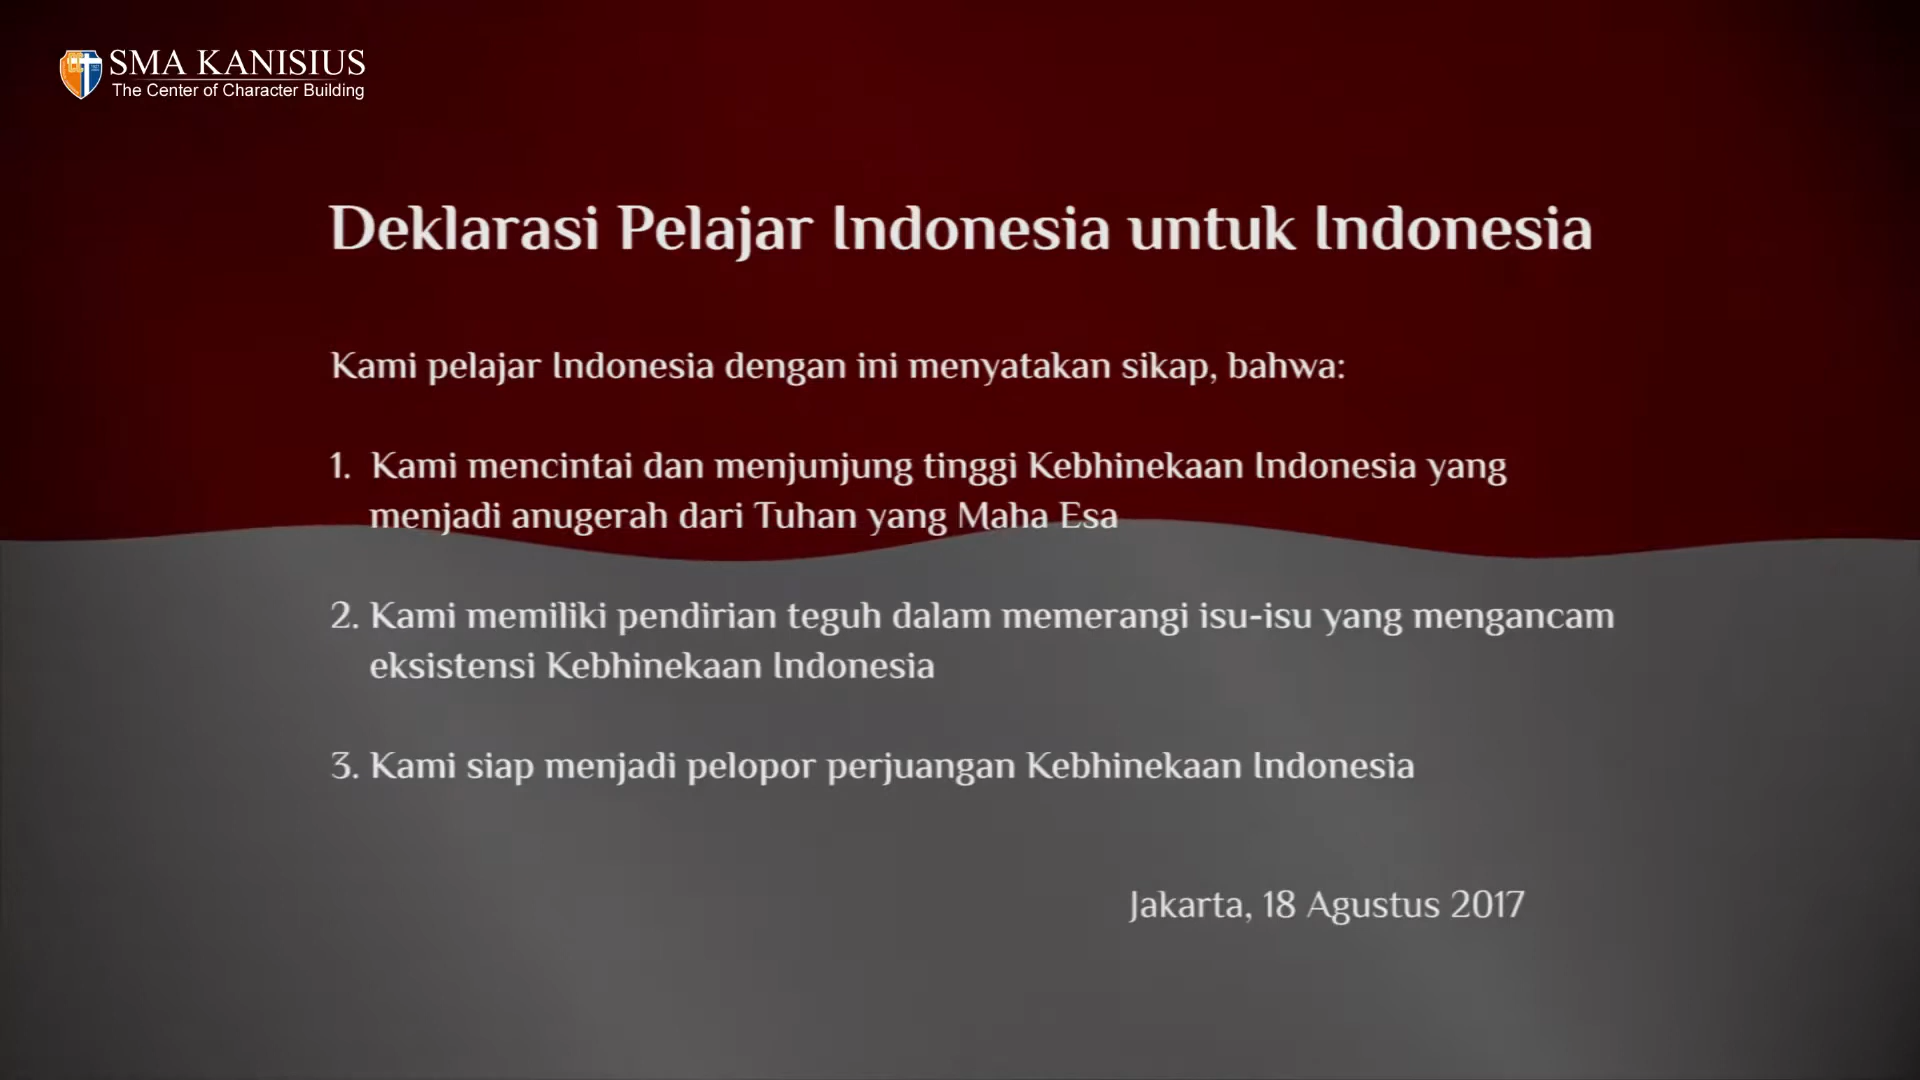 SMA KANISIUS
The Center of Character Building
Deklarasi Pelajar Indonesia untuk Indonesia
Kami pelajar Indonesia dengan ini menyatakan sikap, bahwa:
1. Kami mencintai dan menjunjung tinggi Kebhinekaan Indonesia yang
menjadi anugerah dari Tuhan yang Maha Esa
2. Kami memiliki pendirian teguh dalam memerangi isu-isu yang mengancam
eksistensi Kebhinekaan Indonesia
3. Kami siap menjadi pelopor perjuangan Kebhinekaan Indonesia
Jakarta, 18 Agustus 2017